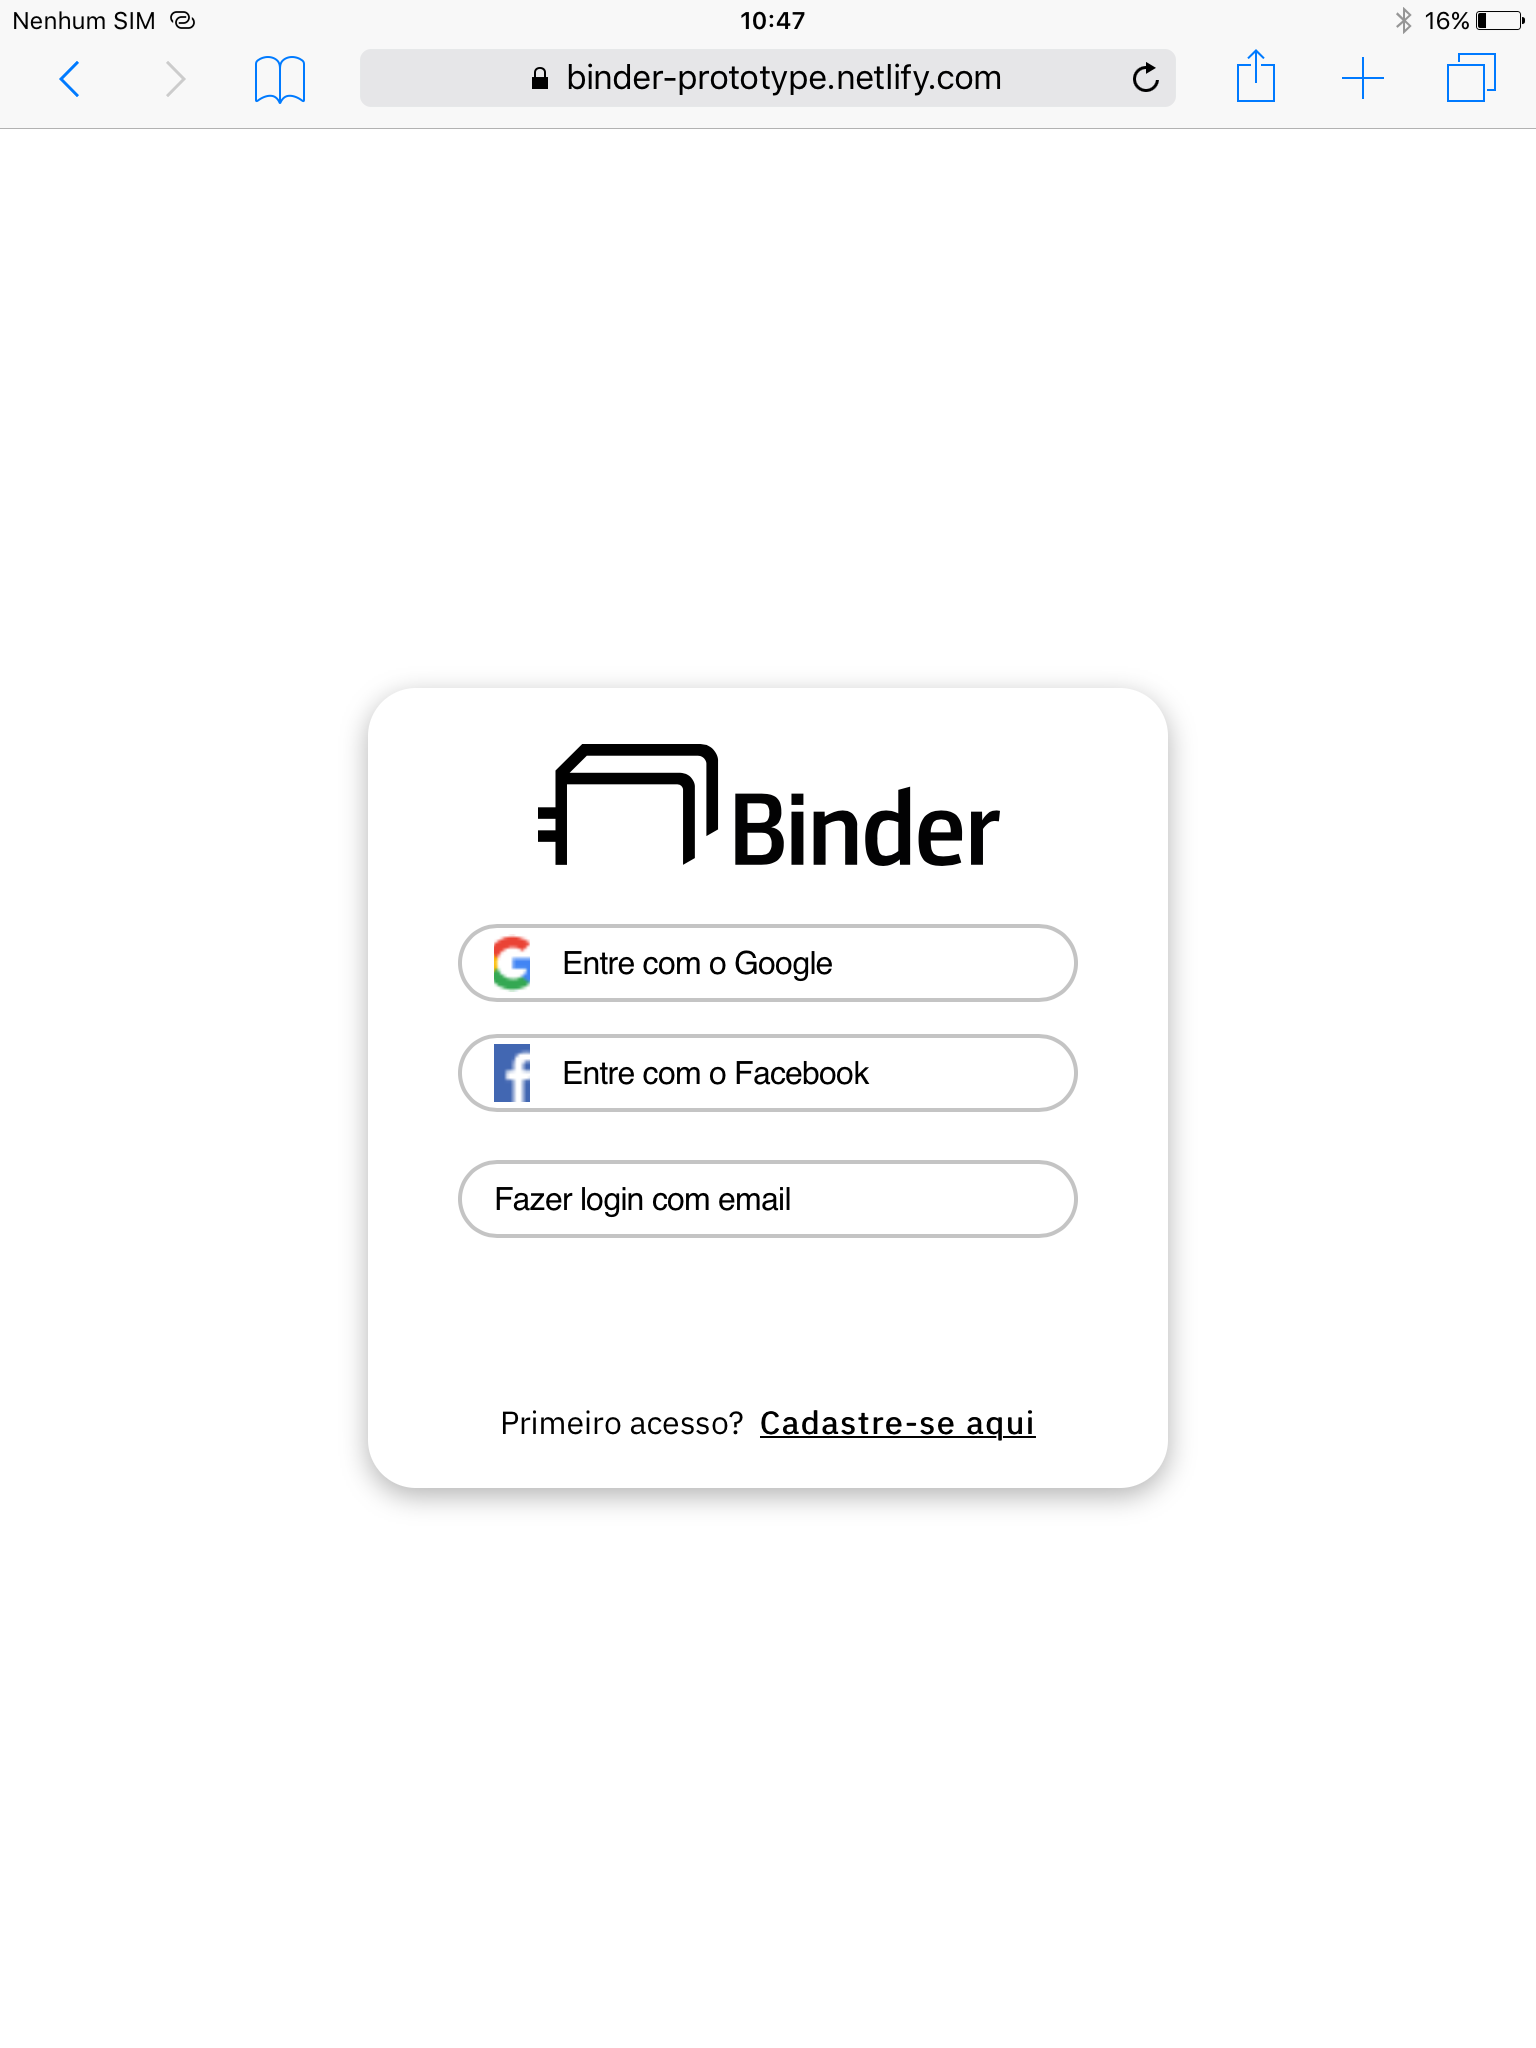 Nenhum SIM
10:47
16%
binder-prototype.netlify.com
Binder
Entre com o Google
Entre com o Facebook
Fazer login com email
Primeiro acesso? Cadastre-se aqui